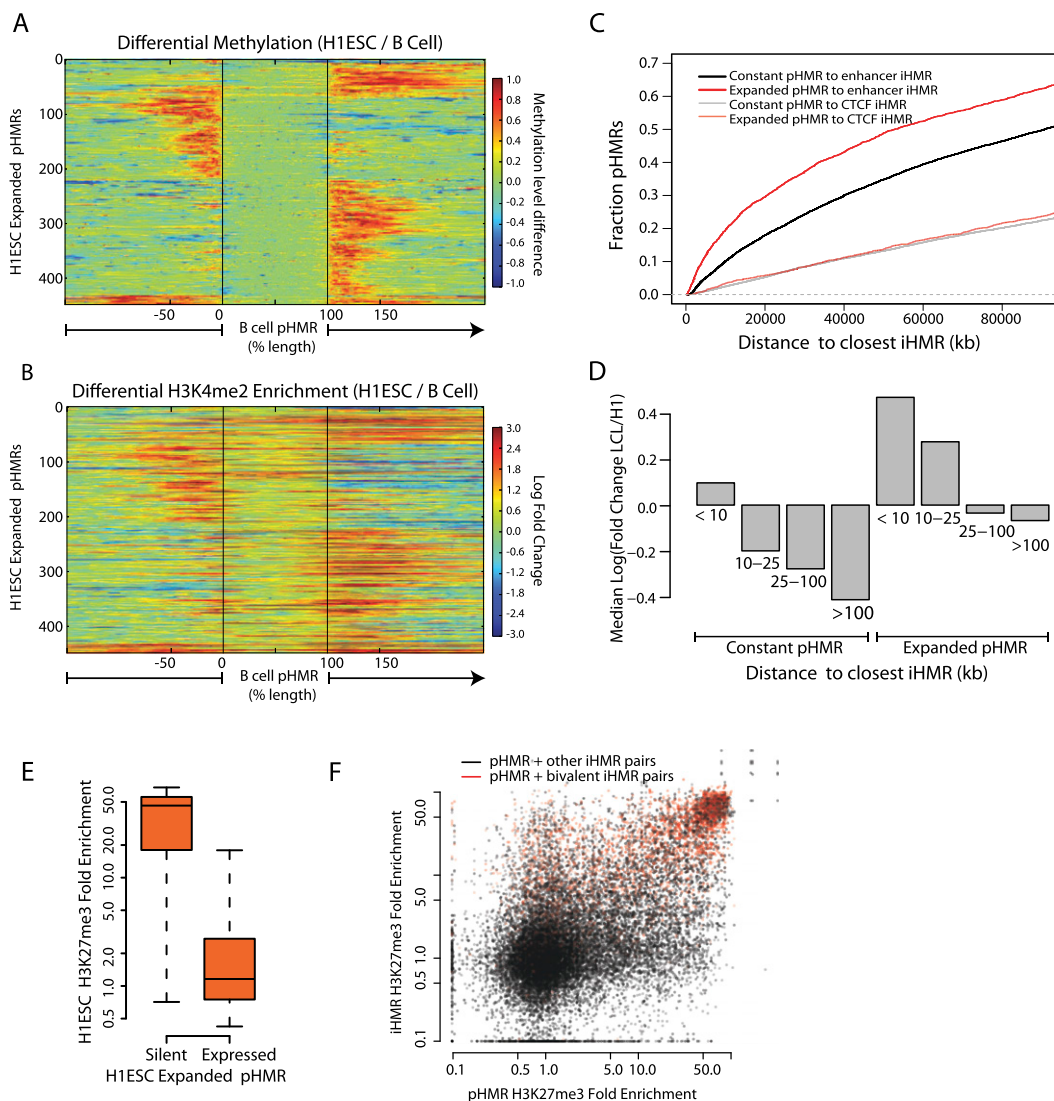 A
Differential Methylation (H1ESC / B Cell)
H1ESC Expanded pHMRs
0
100
200
300
400
-50
0
100
150
B cell pHMR
(% length)
1.0
0.8
0.6
0.4
0.2
0.0
-0.2
-0.4
-0.6
-0.8
-1.0
Methylation level difference
B
Differential H3K4me2 Enrichment (H1ESC / B Cell)
H1ESC Expanded pHMRs
0
100
200
300
400
-50
0
100
150
B cell pHMR
(% length)
3.0
2.4
1.8
1.2
0.6
0.0
-0.6
-1.2
-1.8
-2.4
-3.0
Log Fold Change
C
Fraction pHMRs
0.7
0.6
0.5
0.4
0.3
0.2
0.1
0.0
Constant pHMR to enhancer iHMR
Expanded pHMR to enhancer iHMR
Constant pHMR to CTCF iHMR
Expanded pHMR to CTCF iHMR
0
20000
40000
60000
80000
Distance to closest iHMR (kb)
D
Median Log(Fold Change LCL/H1)
0.4
0.2
0.0
−0.2
−0.4
< 10
10−25
25−100
>100
< 10
10−25
25−100
>100
Constant pHMR
Expanded pHMR
Distance to closest iHMR (kb)
E
H1ESC H3K27me3 Fold Enrichment
50.0
20.0
5.0
2.0
1.0
0.5
Silent
Expressed
H1ESC Expanded pHMR
F
pHMR + other iHMR pairs
pHMR + bivalent iHMR pairs
iHMR H3K27me3 Fold Enrichment
50.0
5.0
1.0
0.5
0.1
0.1
0.5
1.0
5.0
10.0
50.0
pHMR H3K27me3 Fold Enrichment